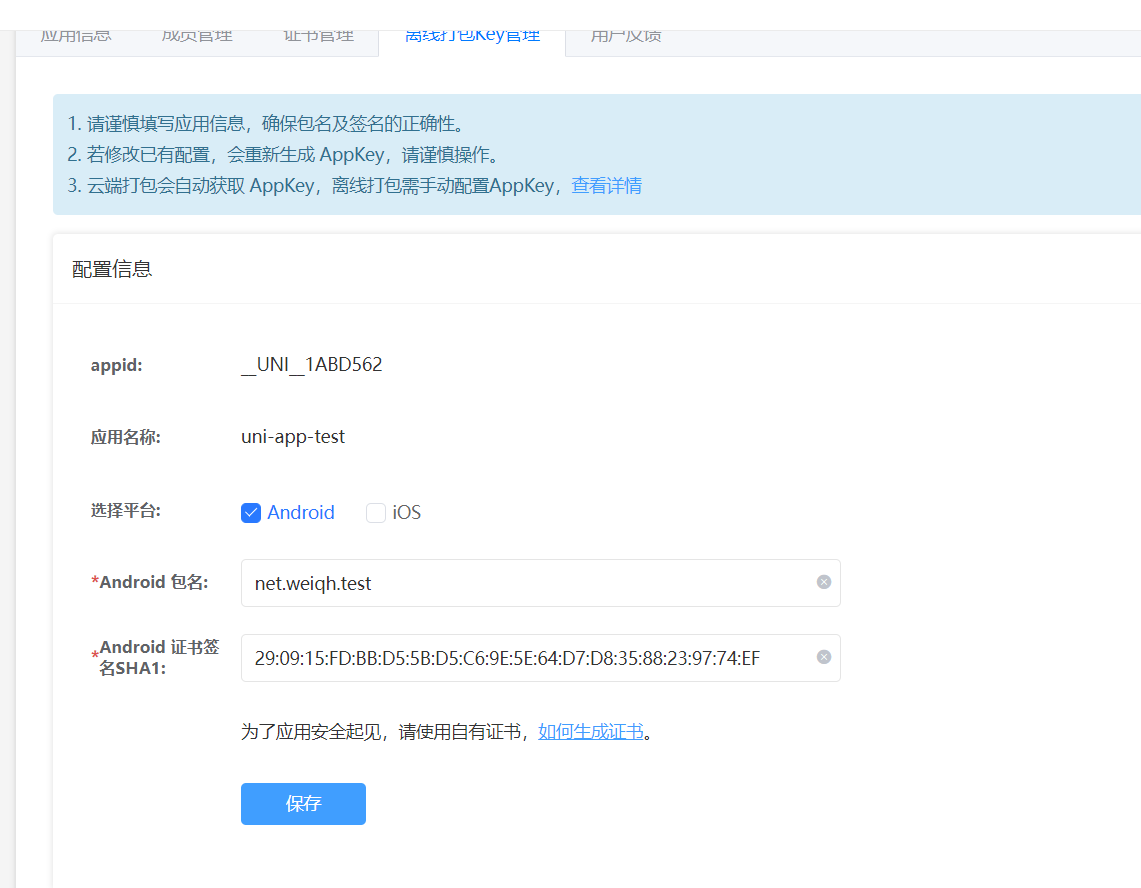 应用信息 成员管理 证书管理 离线打包Key管理 用户反馈
1. 请谨慎填写应用信息，确保包名及签名的正确性。
2. 若修改已有配置，会重新生成 AppKey，请谨慎操作。
3. 云端打包会自动获取 AppKey，离线打包需手动配置AppKey，查看详情
配置信息
appid: __UNI__1ABD562
应用名称: uni-app-test
选择平台: Android iOS
*Android 包名: net.weiqh.test
*Android 证书签
名SHA1: 29:09:15:FD:BB:D5:5B:D5:C6:9E:5E:64:D7:D8:35:88:23:97:74:EF
为了应用安全起见，请使用自有证书，如何生成证书。
保存